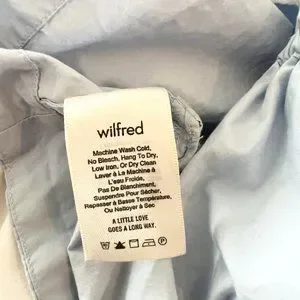 wilfred
Machine Wash Cold,
No Bleach, Hang To Dry,
Low Iron, Or Dry Clean
Laver À La Machine à
L'eau Froide,
Pas De Blanchiment,
Suspendre Pour Sécher,
Repasser à Basse Température,
Ou Nettoyer à Sec
A LITTLE LOVE
GOES A LONG WAY.